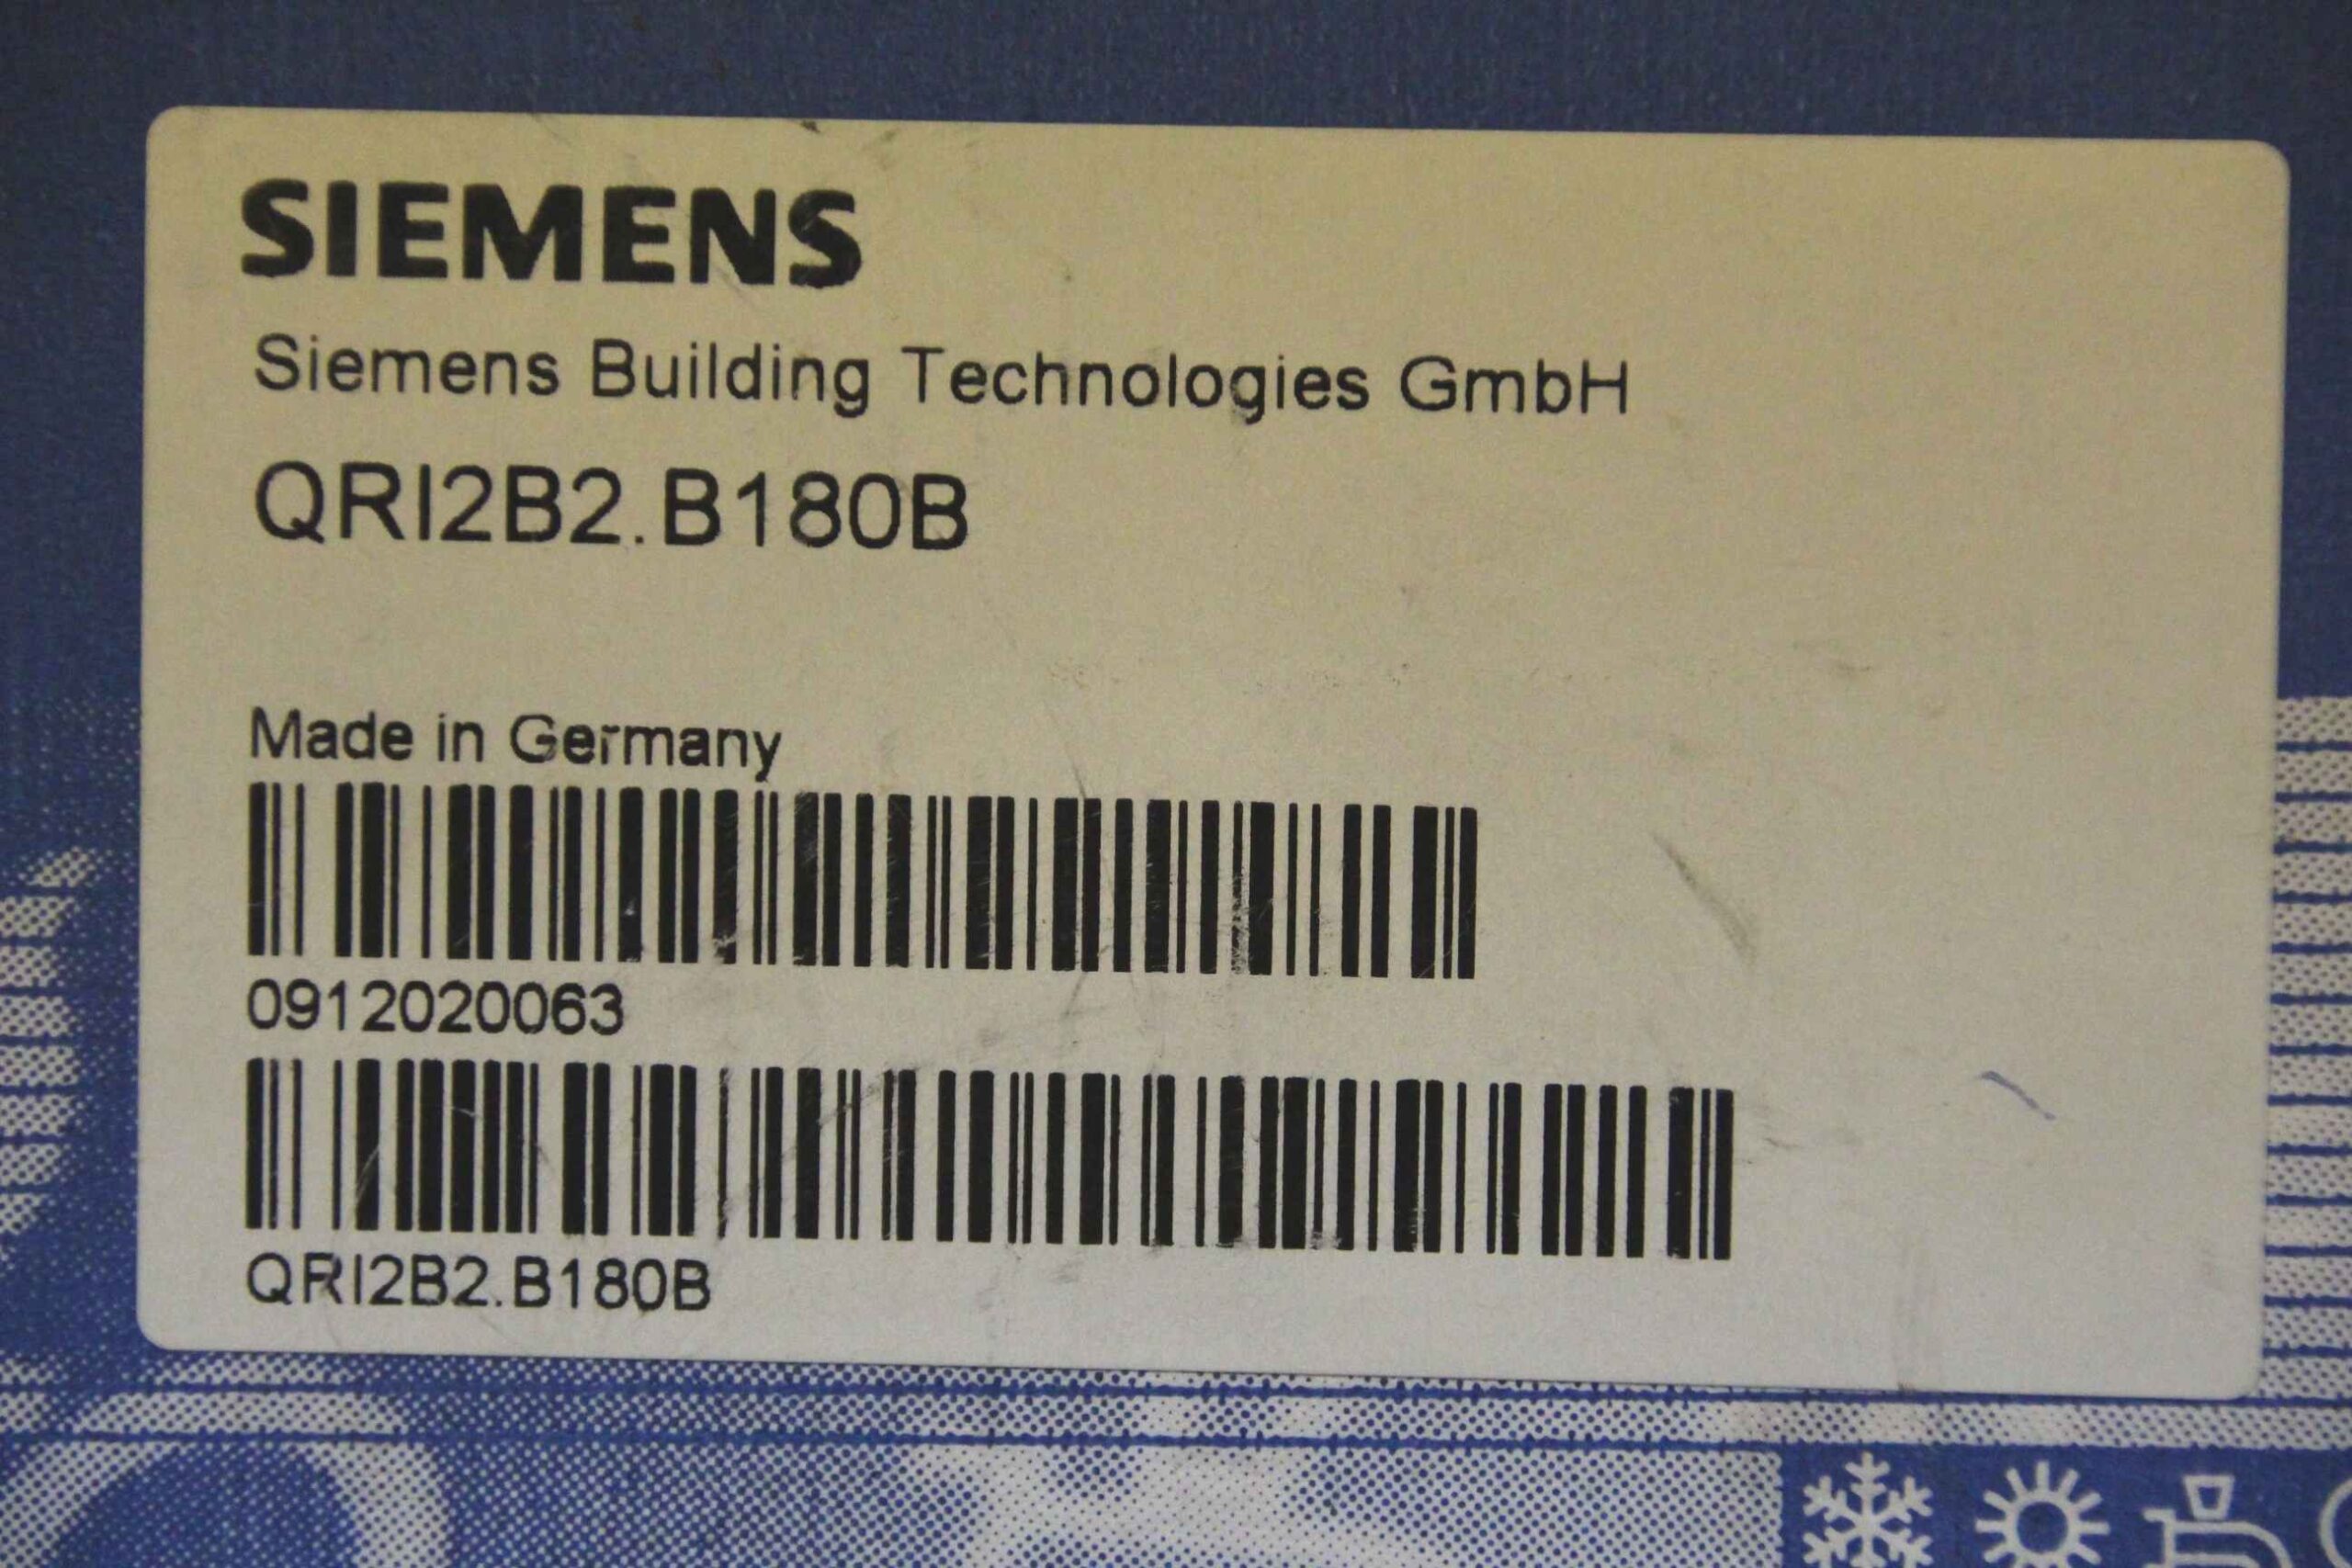 SIEMENS
Siemens Building Technologies GmbH
QRI2B2.B180B
Made in Germany
0912020063
QRI2B2.B180B